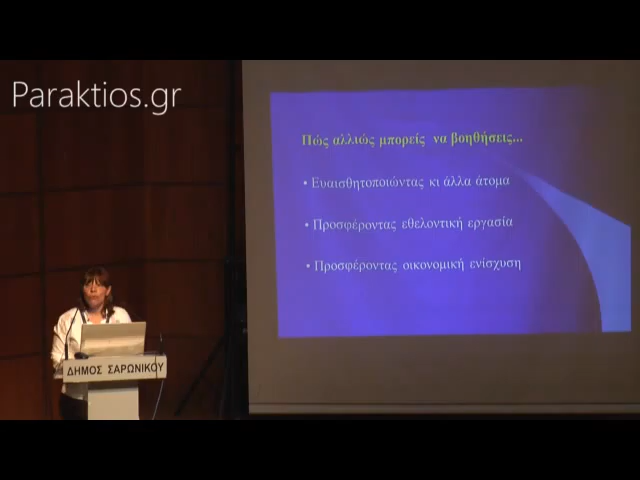 Paraktios.gr
Πώς αλλιώς μπορείς να βοηθήσεις...
• Ευαισθητοποιώντας κι άλλα άτομα
• Προσφέροντας εθελοντική εργασία
• Προσφέροντας οικονομική ενίσχυση
ΔΗΜΟΣ ΣΑΡΩΝΙΚΟΥ